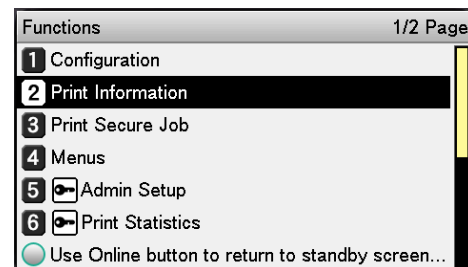 Functions 1/2 Page
1 Configuration
2 Print Information
3 Print Secure Job
4 Menus
5 Admin Setup
6 Print Statistics
Use Online button to return to standby screen...